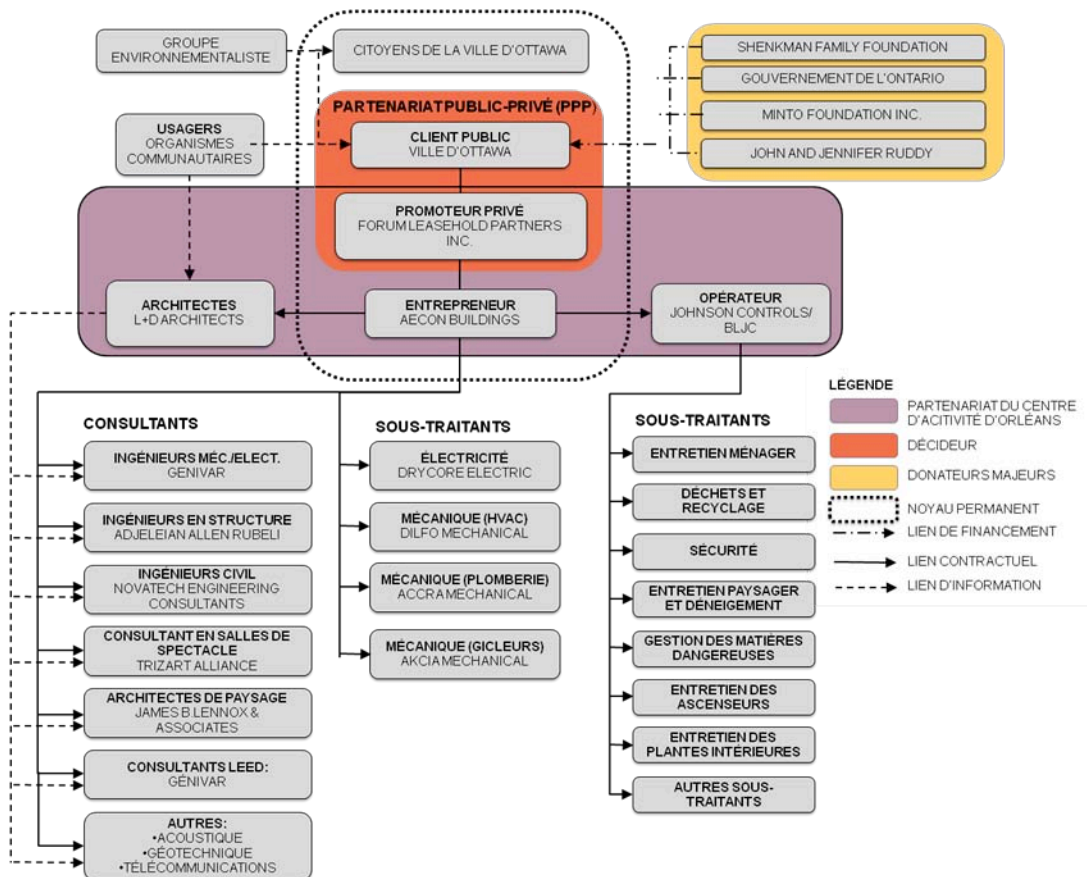 GROUPE
ENVIRONNEMENTALISTE
CITOYENS DE LA VILLE D'OTTAWA
SHENKMAN FAMILY FOUNDATION
GOUVERNEMENT DE L'ONTARIO
MINTO FOUNDATION INC.
JOHN AND JENNIFER RUDDY
PARTENARIAT PUBLIC-PRIVÉ (PPP)
USAGERS
ORGANISMES
COMMUNAUTAIRES
CLIENT PUBLIC
VILLE D'OTTAWA
PROMOTEUR PRIVÉ
FORUM LEASEHOLD PARTERS
INC.
ARCHITECTES
L+D ARCHITECTS
ENTREPRENEUR
AECON BUILDINGS
OPÉRATEUR
JOHNSON CONTROLS/
BLJC
CONSULTANTS
INGÉNIEURS MÉC./ELECT.
GENIVAR
INGÉNIEURS EN STRUCTURE
ADJELEIAN ALLEN RUBELI
INGÉNIEURS CIVIL
NOVATECH ENGINEERING
CONSULTANTS
CONSULTANT EN SALLES DE
SPECTACLE
TRIZART ALLIANCE
ARCHITECTES DE PAYSAGE
JAMES B.LENNOX &
ASSOCIATES
CONSULTANTS LEED:
GÉNIVAR
AUTRES:
•ACOUSTIQUE
•GÉOTECHNIQUE
•TÉLÉCOMMUNICATIONS
SOUS-TRAITANTS
ÉLECTRICITÉ
DRYCORE ELECTRIC
MÉCANIQUE (HVAC)
DILFO MECHANICAL
MÉCANIQUE (PLOMBERIE)
ACCRA MECHANICAL
MÉCANIQUE (GICLEURS)
AKCIA MECHANICAL
SOUS-TRAITANTS
ENTRETIEN MÉNAGER
DÉCHETS ET
RECYCLAGE
SÉCURITÉ
ENTRETIEN PAYSAGER
ET DÉNEIGEMENT
GESTION DES MATIÈRES
DANGEREUSES
ENTRETIEN DES
ASCENSEURS
ENTRETIEN DES
PLANTES INTÉRIEURES
AUTRES SOUS-
TRAITANTS
LÉGENDE
PARTENARIAT DU CENTRE
D'ACITIVITÉ D'ORLÉANS
DÉCIDEUR
DONATEURS MAJEURS
NOYAU PERMANENT
LIEN DE FINANCEMENT
LIEN CONTRACTUEL
LIEN D'INFORMATION